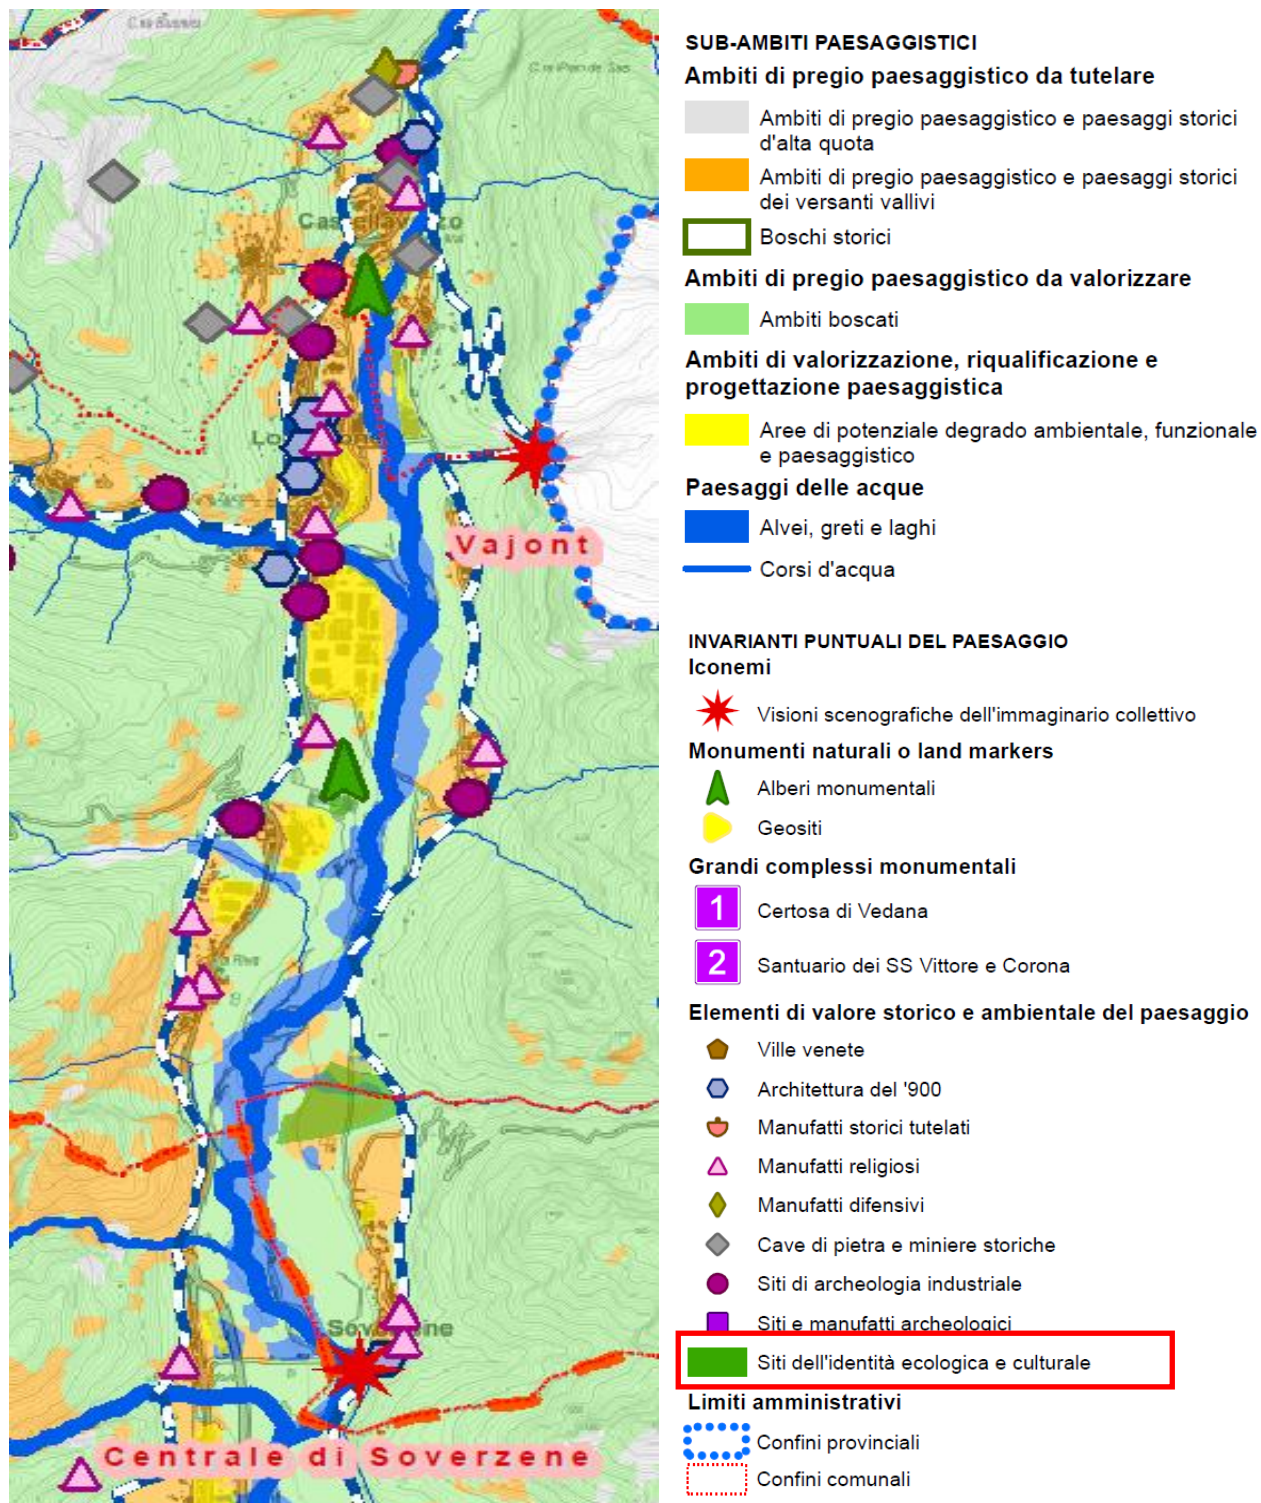 Castellavazzo
Vajont
Soverzene
Centrale di Soverzene
SUB-AMBITI PAESAGGISTICI
Ambiti di pregio paesaggistico da tutelare
Ambiti di pregio paesaggistico e paesaggi storici
d'alta quota
Ambiti di pregio paesaggistico e paesaggi storici
dei versanti vallivi
Boschi storici
Ambiti di pregio paesaggistico da valorizzare
Ambiti boscati
Ambiti di valorizzazione, riqualificazione e
progettazione paesaggistica
Aree di potenziale degrado ambientale, funzionale
e paesaggistico
Paesaggi delle acque
Alvei, greti e laghi
Corsi d'acqua
INVARIANTI PUNTUALI DEL PAESAGGIO
Iconemi
Visioni scenografiche dell'immaginario collettivo
Monumenti naturali o land markers
Alberi monumentali
Geositi
Grandi complessi monumentali
1 Certosa di Vedana
2 Santuario dei SS Vittore e Corona
Elementi di valore storico e ambientale del paesaggio
Ville venete
Architettura del '900
Manufatti storici tutelati
Manufatti religiosi
Manufatti difensivi
Cave di pietra e miniere storiche
Siti di archeologia industriale
Siti e manufatti archeologici
Siti dell'identità ecologica e culturale
Limiti amministrativi
Confini provinciali
Confini comunali